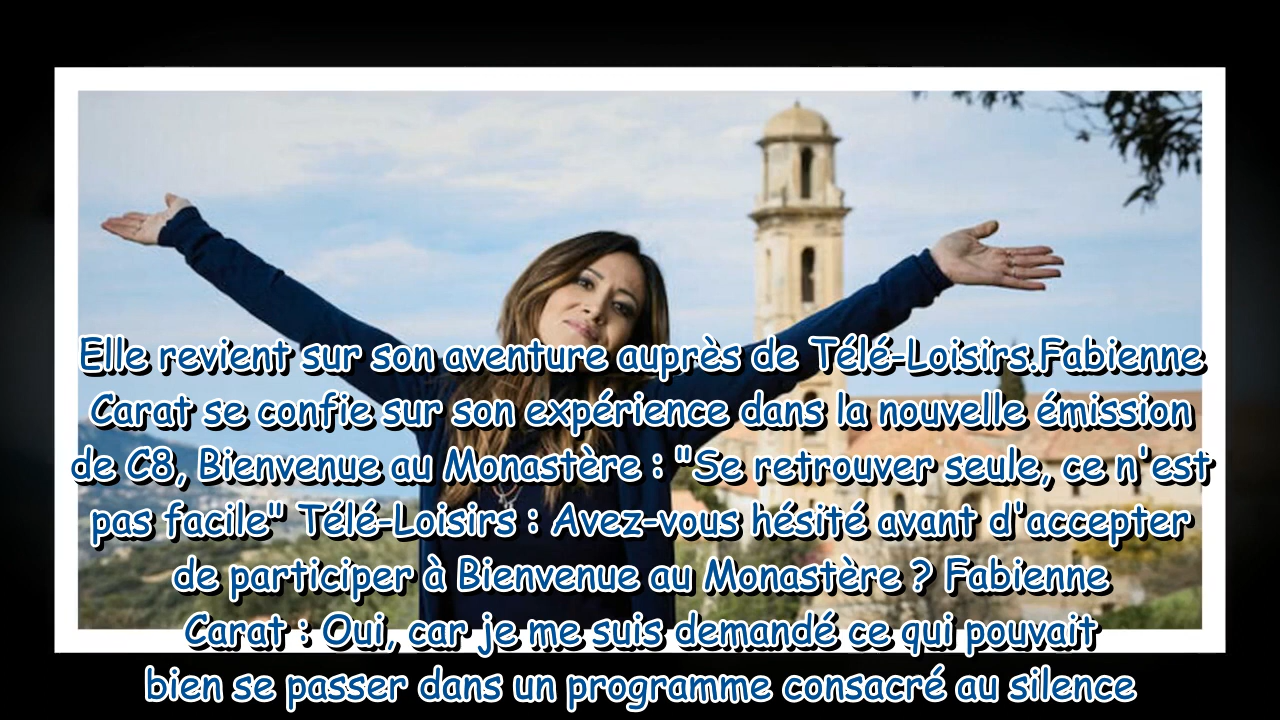 Elle revient sur son aventure auprès de Télé-Loisirs.Fabienne
Carat se confie sur son expérience dans la nouvelle émission
de C8, Bienvenue au Monastère : "Se retrouver seule, ce n'est
pas facile" Télé-Loisirs : Avez-vous hésité avant d'accepter
de participer à Bienvenue au Monastère ? Fabienne
Carat : Oui, car je me suis demandé ce qui pouvait
bien se passer dans un programme consacré au silence